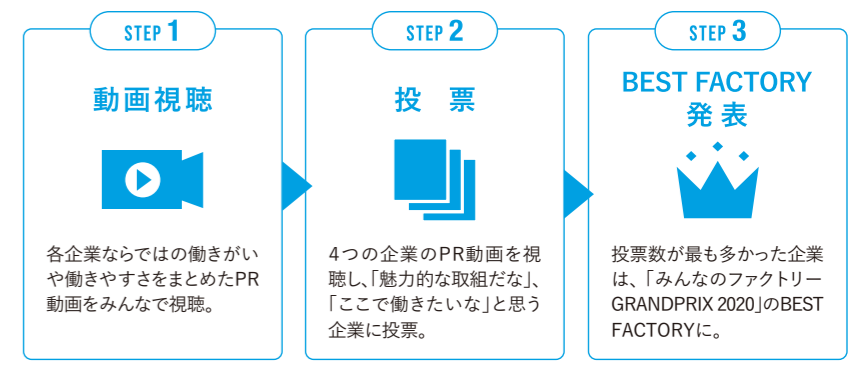 STEP 1
動画視聴
各企業ならではの働きがい
や働きやすさをまとめたPR
動画をみんなで視聴。
STEP 2
投 票
4つの企業のPR動画を視
聴し、「魅力的な取組だな」、
「ここで働きたいな」と思う
企業に投票。
STEP 3
BEST FACTORY
発表
投票数が最も多かった企業
は、「みんなのファクトリー
GRANDPRIX 2020」のBEST
FACTORYに。